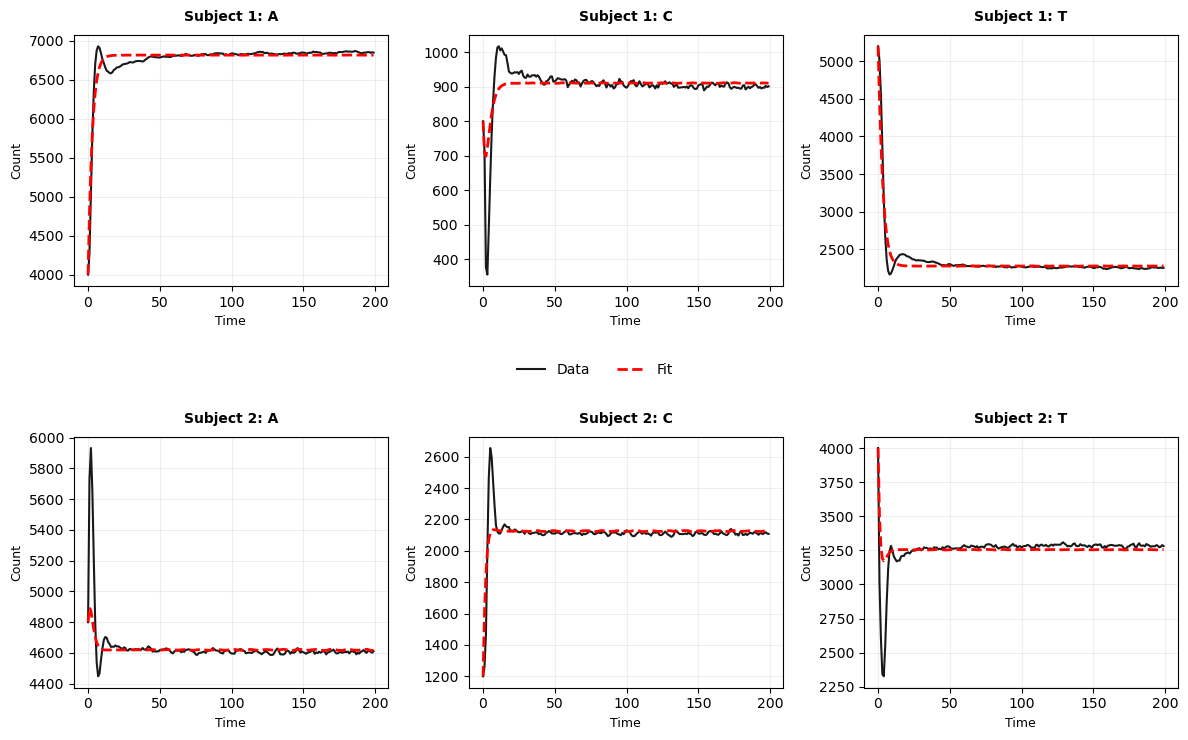 Subject 1: A
Count
7000
6500
6000
5500
5000
4500
4000
0 50 100 150 200
Time
Subject 1: C
Count
1000
900
800
700
600
500
400
0 50 100 150 200
Time
Subject 1: T
Count
5000
4500
4000
3500
3000
2500
0 50 100 150 200
Time
Data Fit
Subject 2: A
Count
6000
5800
5600
5400
5200
5000
4800
4600
4400
0 50 100 150 200
Time
Subject 2: C
Count
2600
2400
2200
2000
1800
1600
1400
1200
0 50 100 150 200
Time
Subject 2: T
Count
4000
3750
3500
3250
3000
2750
2500
2250
0 50 100 150 200
Time